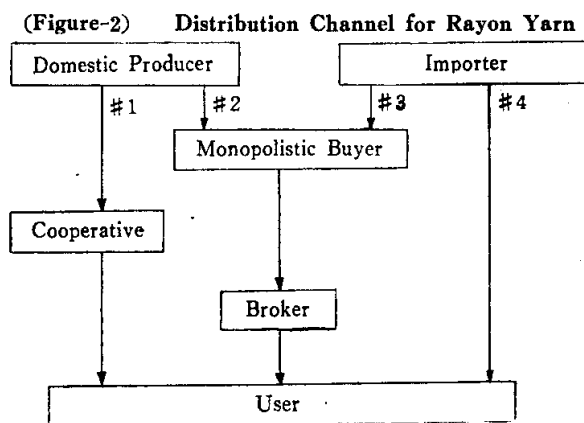 (Figure-2) Distribution Channel for Rayon Yarn
Domestic Producer Importer
#1 #2 #3 #4
Monopolistic Buyer
Cooperative
Broker
User